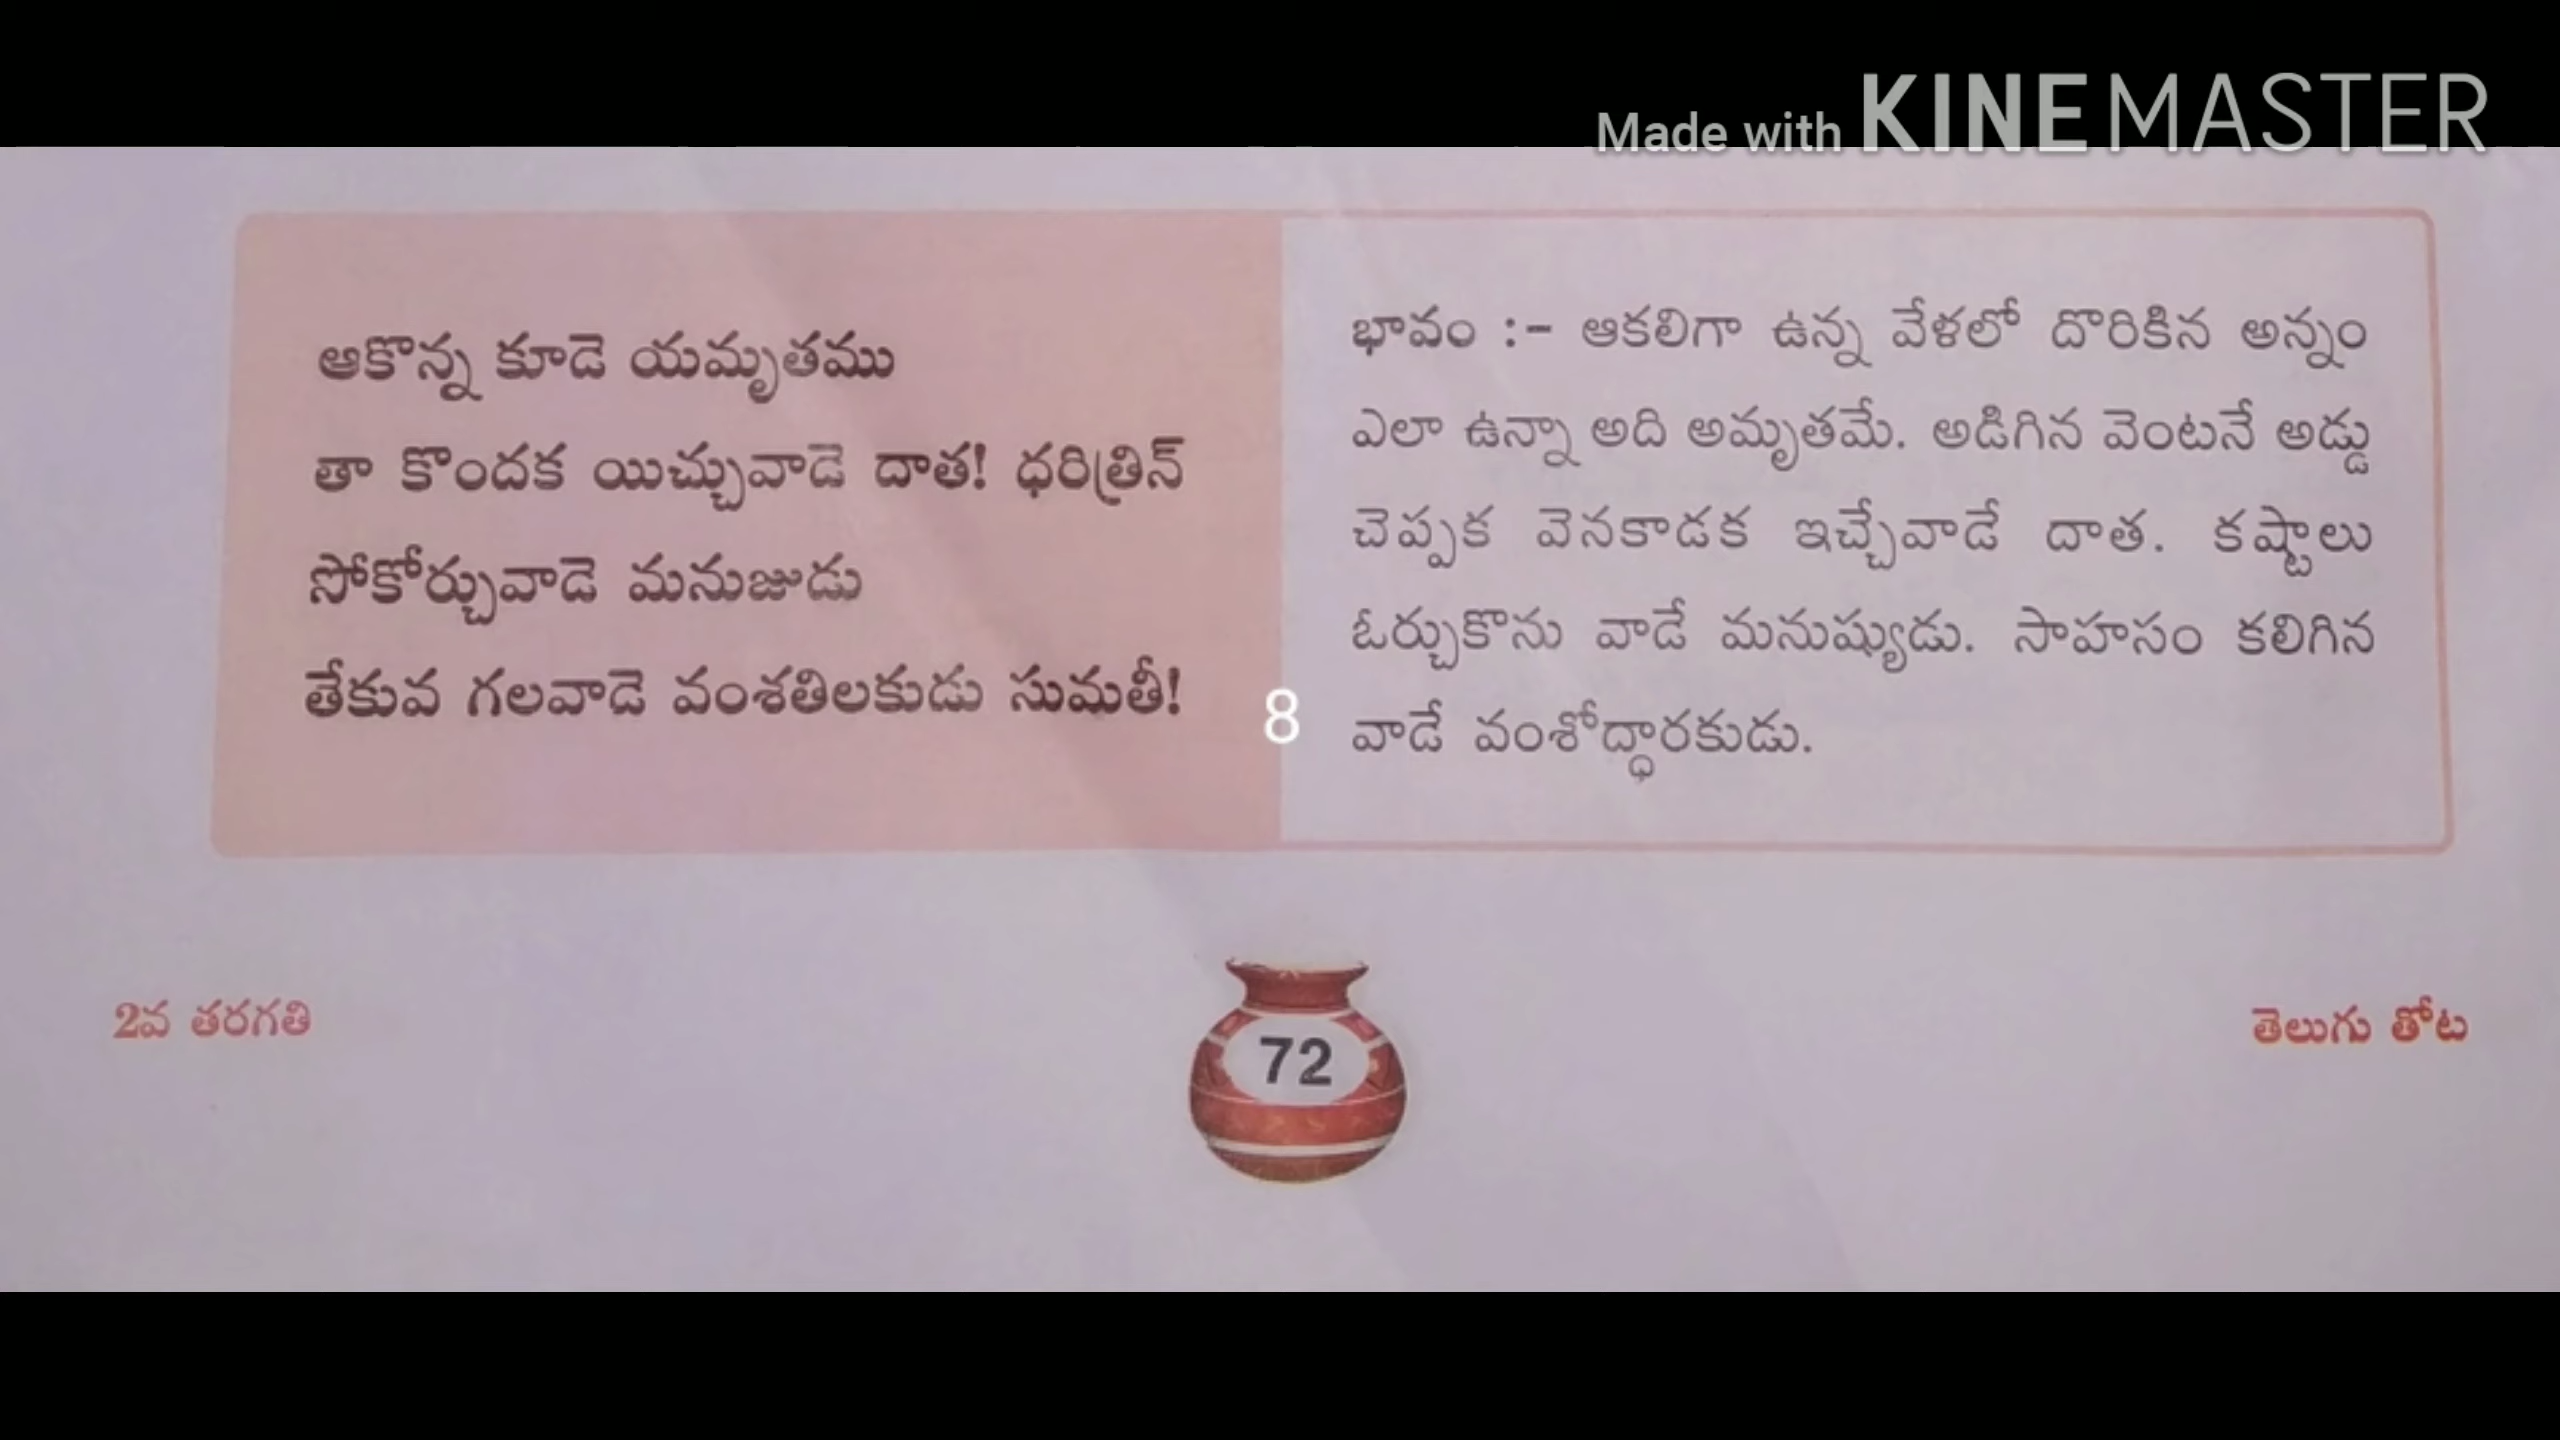 Made with KINEMASTER
ఆకొన్న కూడె యమృతము
తా కొందక యిచ్చువాడె దాత! ధరిత్రిన్
సోకోర్చువాడె మనుజుడు
తేకువ గలవాడె వంశతిలకుడు సుమతీ!
భావం :- ఆకలిగా ఉన్న వేళలో దొరికిన అన్నం
ఎలా ఉన్నా అది అమృతమే. అడిగిన వెంటనే అడ్డు
చెప్పక వెనకాడక ఇచ్చేవాడే దాత. కష్టాలు
ఓర్చుకొను వాడే మనుష్యుడు. సాహసం కలిగిన
వాడే వంశోద్ధారకుడు.
8
2వ తరగతి
72
తెలుగు తోట